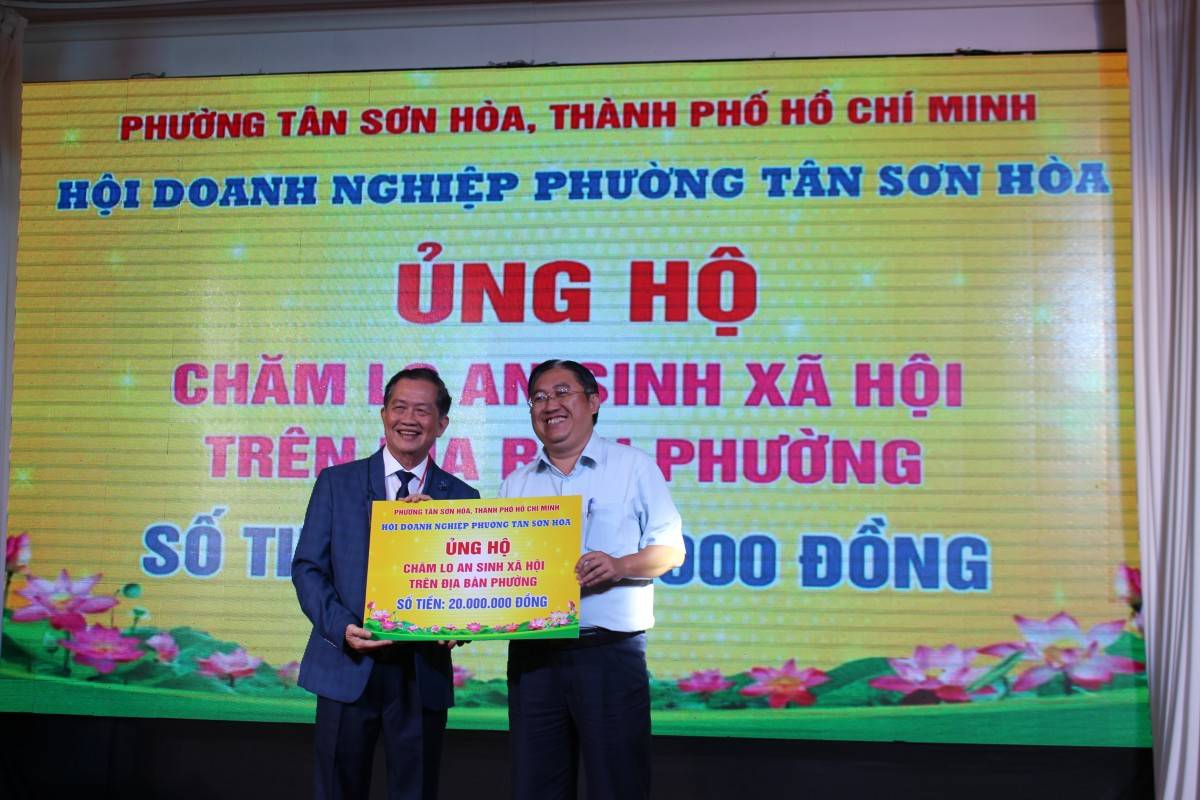 PHƯỜNG TÂN SƠN HÒA, THÀNH PHỐ HỒ CHÍ MINH
HỘI DOANH NGHIỆP PHƯỜNG TÂN SƠN HÒA
ỦNG HỘ
CHĂM LO AN SINH XÃ HỘI
TRÊN PHƯỜNG
SỐ 000 ĐỒNG
PHƯỜNG TÂN SƠN HÒA, THÀNH PHỐ HỒ CHÍ MINH
HỘI DOANH NGHIỆP PHƯỜNG TÂN SƠN HÒA
ỦNG HỘ
CHĂM LO AN SINH XÃ HỘI
TRÊN ĐỊA BÀN PHƯỜNG
SỐ TIỀN: 20.000.000 ĐỒNG